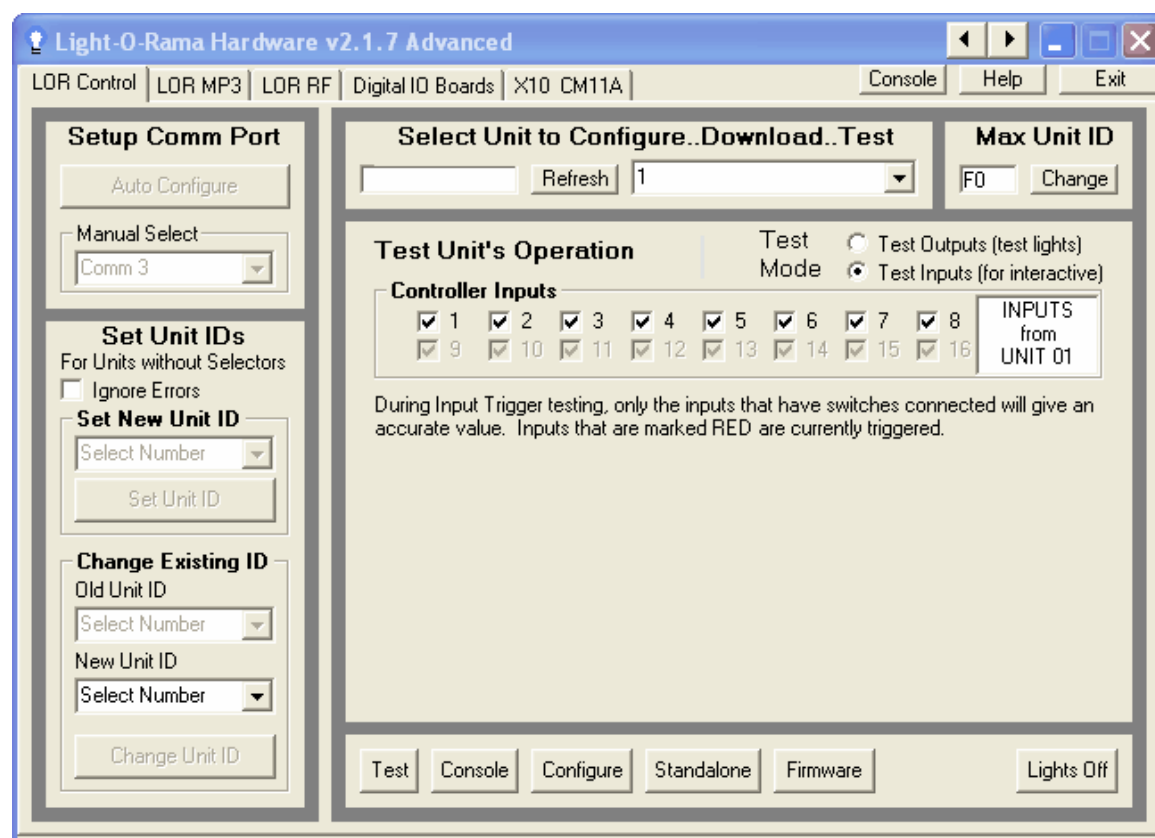 Light-O-Rama Hardware v2.1.7 Advanced
LOR Control LOR MP3 LOR RF Digital IO Boards X10 CM11A Console Help Exit
Setup Comm Port
Auto Configure
Manual Select
Comm 3
Set Unit IDs
For Units without Selectors
Ignore Errors
Set New Unit ID
Select Number
Set Unit ID
Change Existing ID
Old Unit ID
Select Number
New Unit ID
Select Number
Change Unit ID
Select Unit to Configure..Download..Test
Refresh 1
Max Unit ID
F0 Change
Test Unit's Operation
Test Mode
Test Outputs (test lights)
Test Inputs (for interactive)
Controller Inputs
1 2 3 4 5 6 7 8
9 10 11 12 13 14 15 16
INPUTS
from
UNIT 01
During Input Trigger testing, only the inputs that have switches connected will give an
accurate value. Inputs that are marked RED are currently triggered.
Test Console Configure Standalone Firmware Lights Off